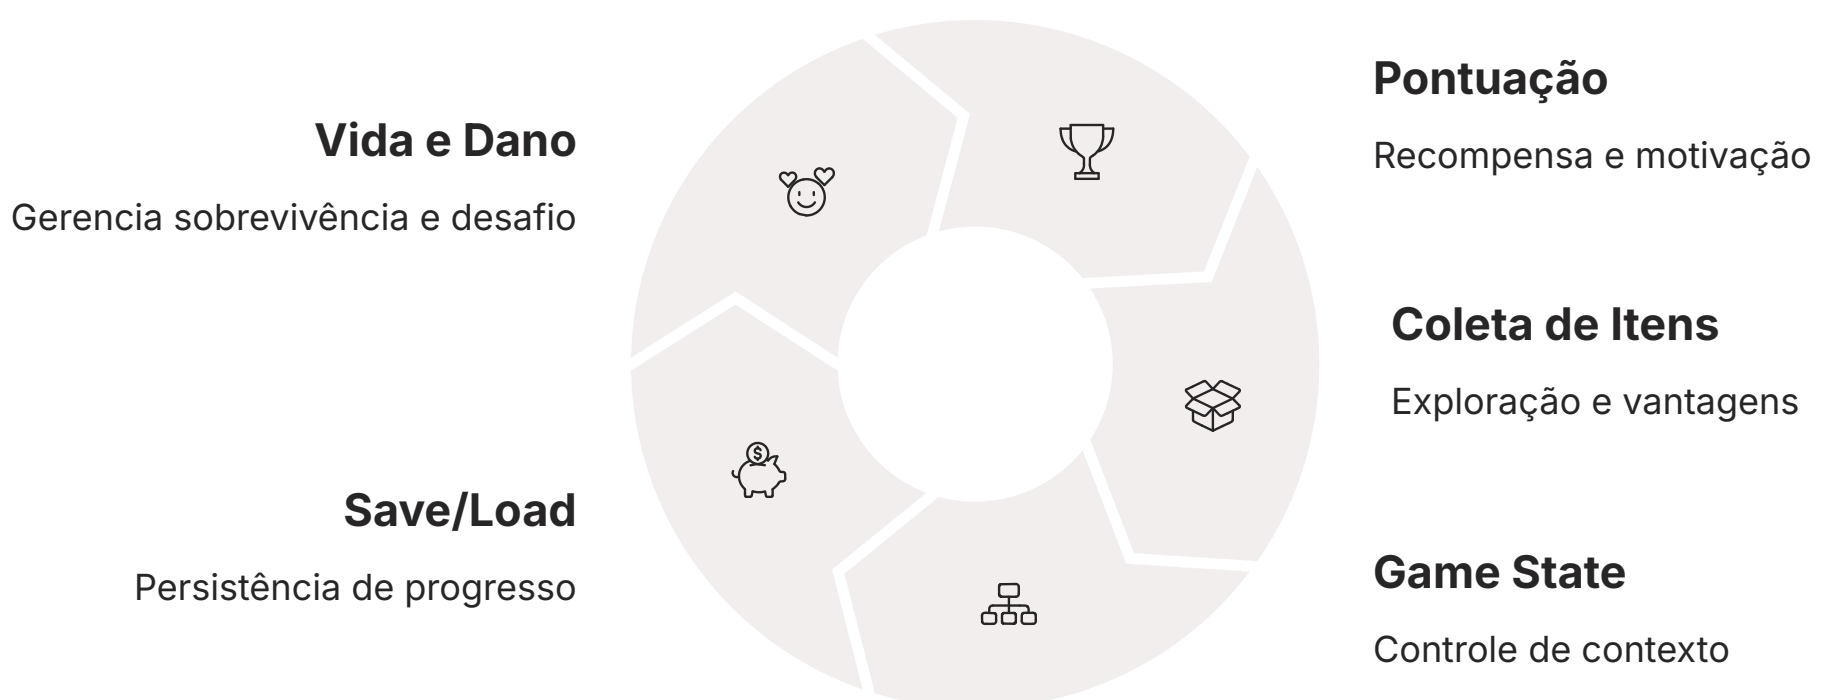 Pontuação
Recompensa e motivação
Coleta de Itens
Exploração e vantagens
Game State
Controle de contexto
Save/Load
Persistência de progresso
Vida e Dano
Gerencia sobrevivência e desafio
$